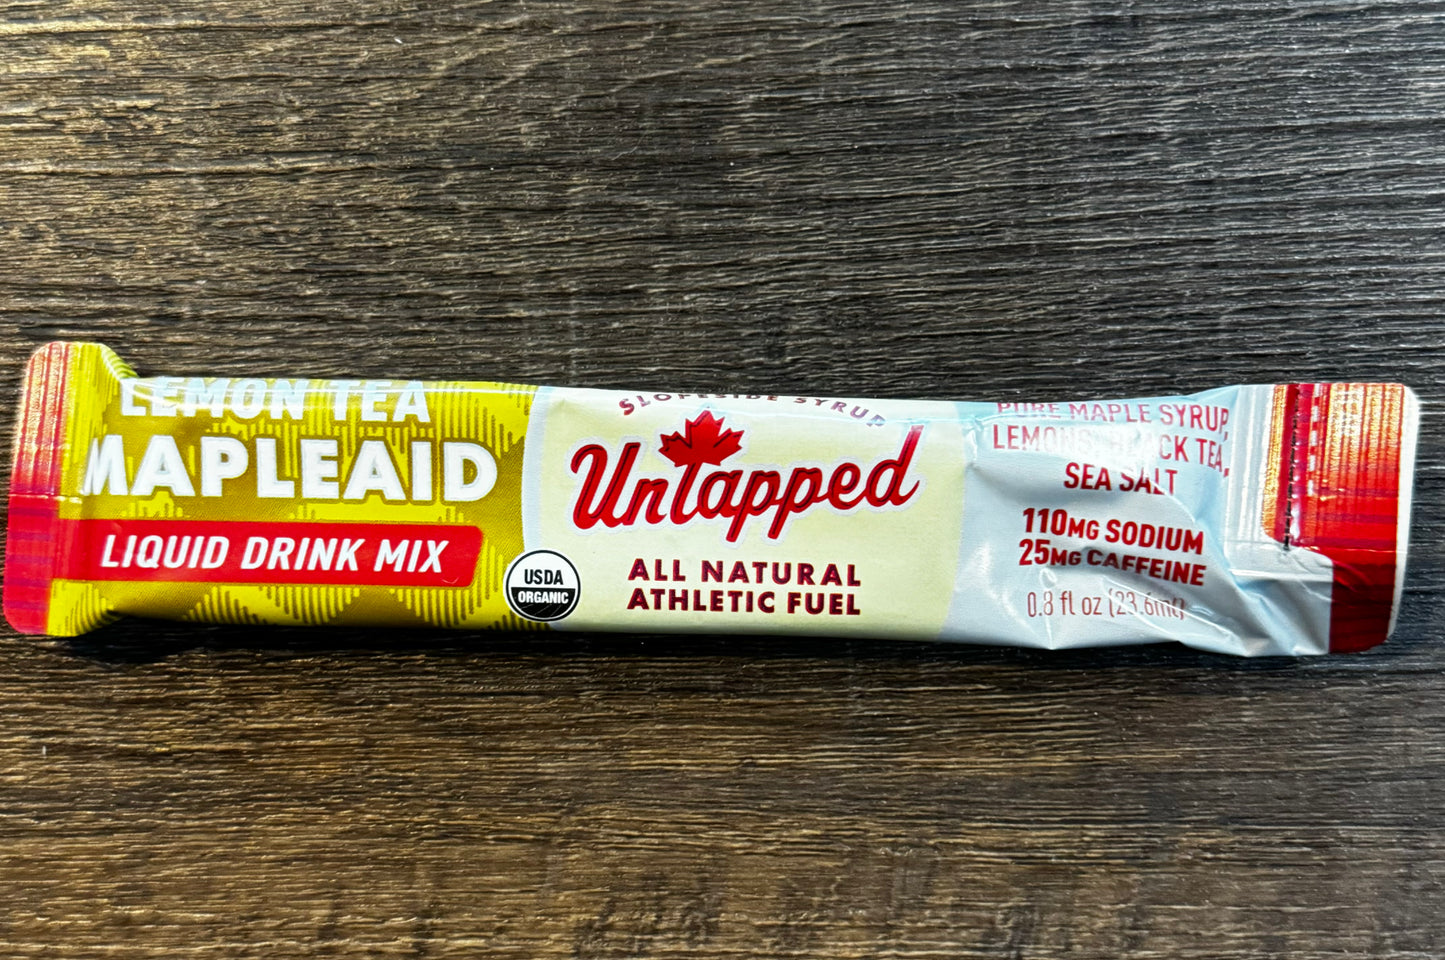 LEMON TEA
MAPLEAID
LIQUID DRINK MIX
USDA
ORGANIC
SLOPESIDE SYRUP
UnTapped
ALL NATURAL
ATHLETIC FUEL
PURE MAPLE SYRUP,
LEMONS, BLACK TEA,
SEA SALT
110MG SODIUM
25MG CAFFEINE
0.8 fl oz (23.6ml)